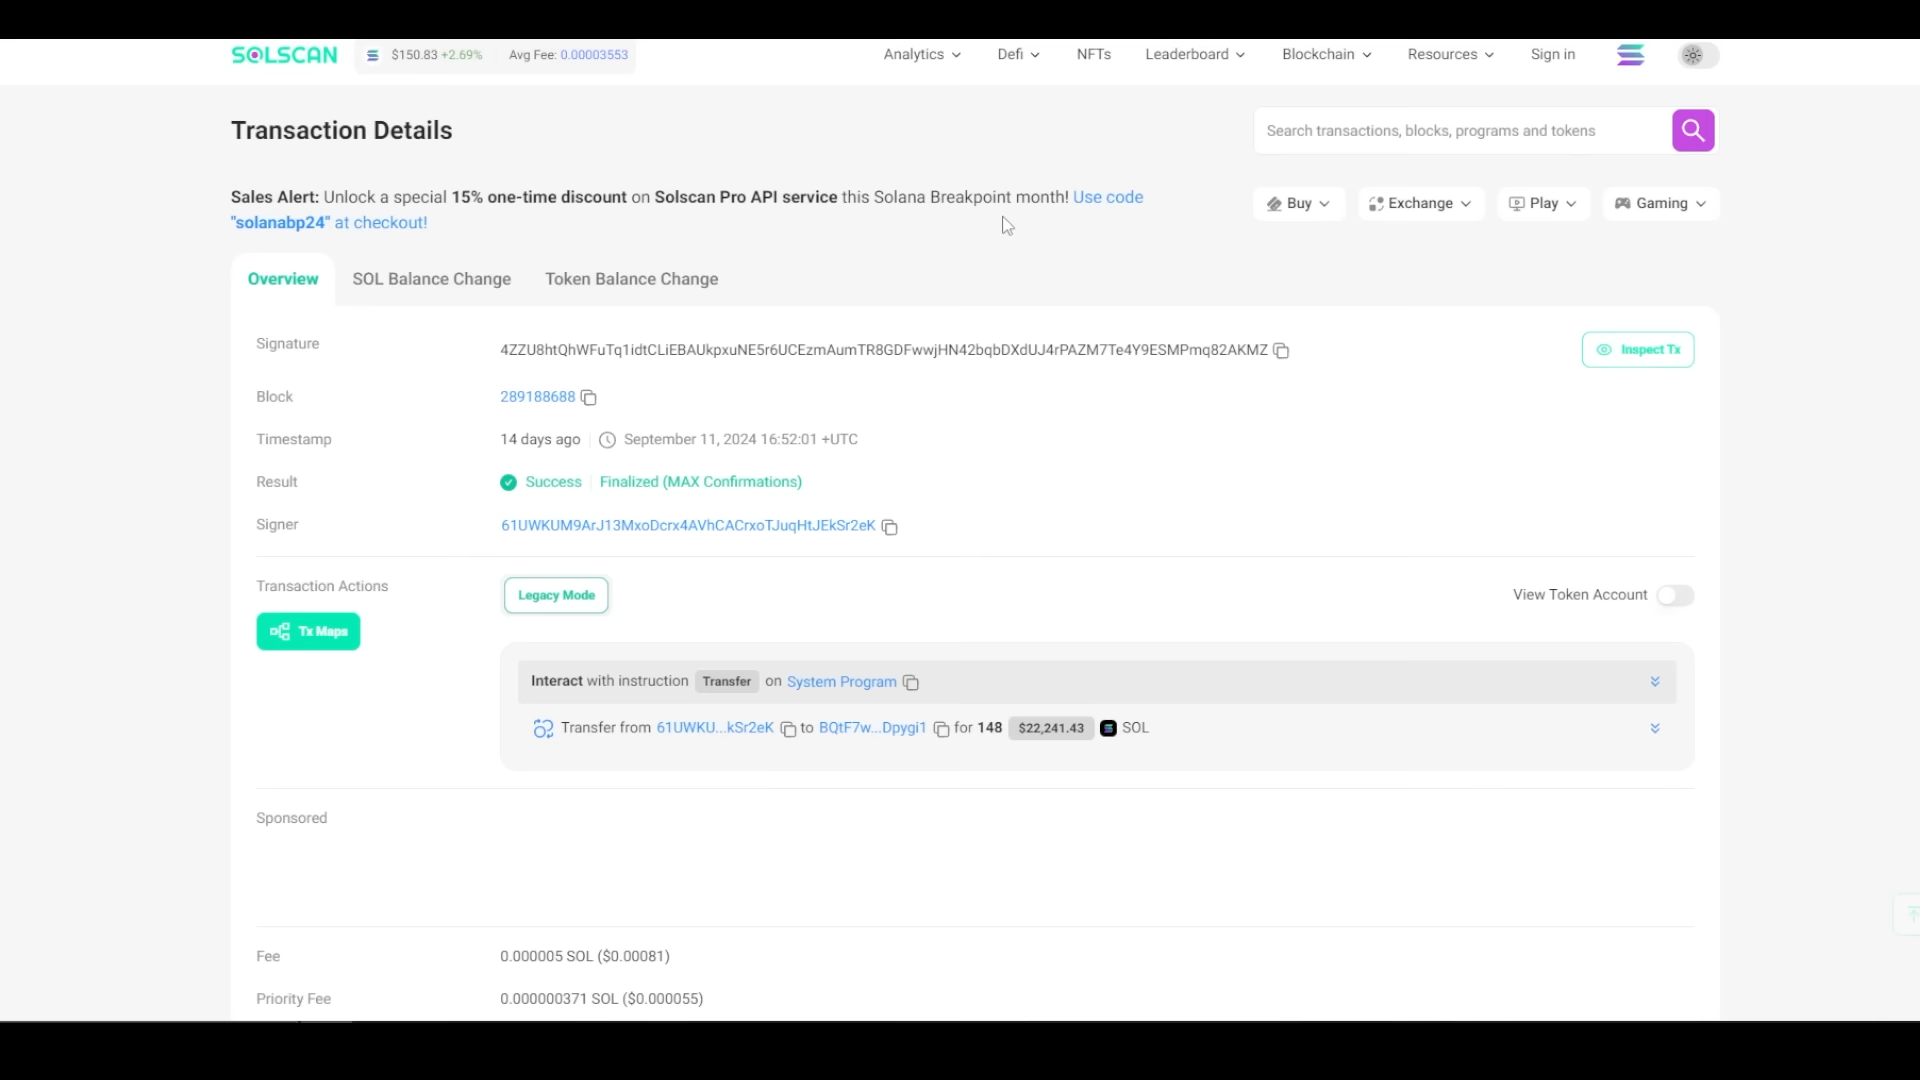 SOLSCAN $150.83 +2.69% Avg Fee: 0.00003553 Analytics Defi NFTs Leaderboard Blockchain Resources Sign in
Transaction Details
Search transactions, blocks, programs and tokens
Sales Alert: Unlock a special 15% one-time discount on Solscan Pro API service this Solana Breakpoint month! Use code
"solanabp24" at checkout!
Buy Exchange Play Gaming
Overview SOL Balance Change Token Balance Change
Signature 4ZZU8htQhWFuTq1idtCLiEBAUkpxuNE5r6UCEzmAumTR8GDFwwjHN42bqbDXdUJ4rPAZM7Te4Y9ESMPmq82AKMZ Inspect Tx
Block 289188688
Timestamp 14 days ago September 11, 2024 16:52:01 +UTC
Result Success Finalized (MAX Confirmations)
Signer 61UWKUM9ArJ13MxoDcrx4AVhCACrxoTJuqHtJEkSr2eK
Transaction Actions Legacy Mode View Token Account
Tx Maps
Interact with instruction Transfer on System Program
Transfer from 61UWKU...kSr2eK to BQtF7w...Dpygi1 for 148 $22,241.43 SOL
Sponsored
Fee 0.000005 SOL ($0.00081)
Priority Fee 0.000000371 SOL ($0.000055)